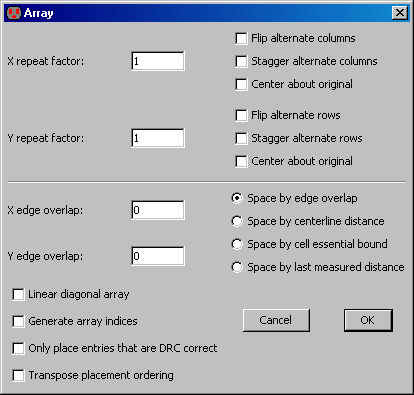 Array
Flip alternate columns
X repeat factor: 1 Stagger alternate columns
Center about original
Flip alternate rows
Y repeat factor: 1 Stagger alternate rows
Center about original
X edge overlap: 0 Space by edge overlap
Space by centerline distance
Y edge overlap: 0 Space by cell essential bound
Space by last measured distance
Linear diagonal array
Generate array indices Cancel OK
Only place entries that are DRC correct
Transpose placement ordering